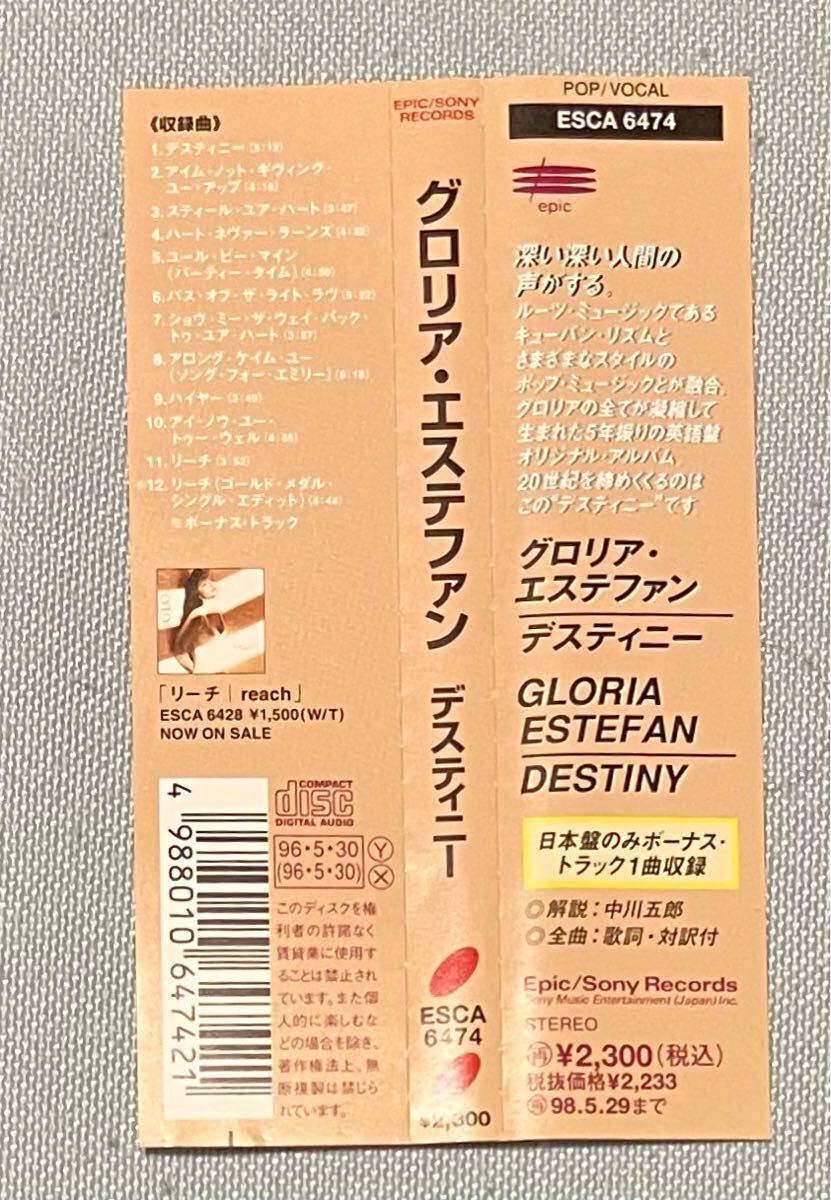 《収録曲》
1. デスティニー (5:12)
2. アイム・ノット・ギヴィング・
ユー・アップ (4:18)
3. スティール・ユア・ハート (3:47)
4. ハート・ネヴァー・ラーンズ
5. ユール・ビー・マイン
(パーティー・タイム)
6. パス・オブ・ザ・ライト・ラヴ (5:22)
7. ショウ・ミー・ザ・ウェイ・バック・
トゥ・ユア・ハート (3:57)
8. アロング・ケイム・ユー
(ソング・フォー・エミリー) (5:18)
9. ハイヤー (3:49)
10. アイ・ノウ・ユー・
トゥー・ウェル
11. リーチ (3:52)
12. リーチ (ゴールド・メダル・
シングル・エディット)
ボーナス・トラック
「リーチ | reach」
ESCA 6428 ¥1,500(W/T)
NOW ON SALE
4 988010 647421
COMPACT
disc
DIGITAL AUDIO
96・5・30 Y
(96・5・30) X
このディスクを権
利者の許諾なく
賃貸業に使用す
ることは禁止され
ています。また個
人的に楽しむな
どの場合を除き、
著作権法上、無
断複製は禁じら
れています。
EPIC/SONY
RECORDS
グロリア・エステファン デスティニー
ESCA
6474
¥2,300
POP/VOCAL
ESCA 6474
epic
深い深い人間の
声がする。
ルーツ・ミュージックである
キューバン・リズムと
さまざまなスタイルの
ポップ・ミュージックとが融合。
グロリアの全てが凝縮して
生まれた5年振りの英語盤
オリジナル・アルバム
20世紀を締めくくるのは
この“デスティニー”です
グロリア・
エステファン
デスティニー
GLORIA
ESTEFAN
DESTINY
日本盤のみボーナス・
トラック1曲収録
◎解説：中川五郎
◎全曲：歌詞・対訳付
Epic/Sony Records
Sony Music Entertainment (Japan) Inc.
STEREO
再 ¥2,300(税込)
税抜価格¥2,233
再 98.5.29まで